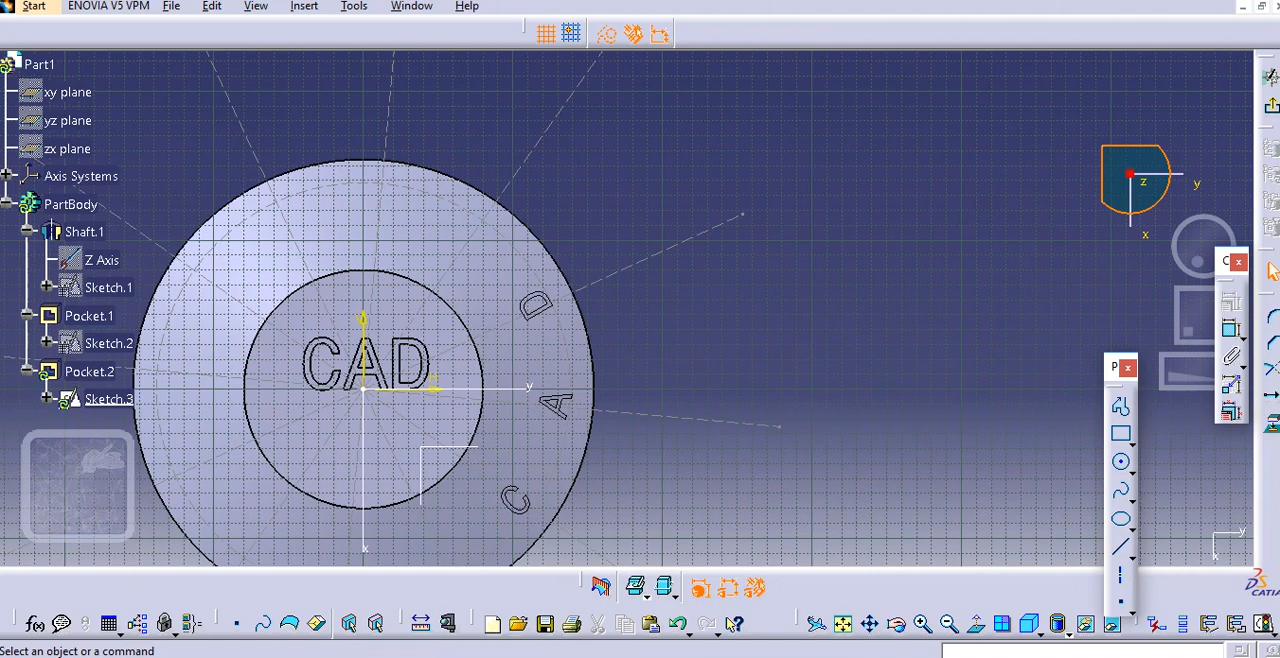 Start ENOVIA V5 VPM File Edit View Insert Tools Window Help
Part1
xy plane
yz plane
zx plane
Axis Systems
PartBody
Shaft.1
Z Axis
Sketch.1
Pocket.1
Sketch.2
Pocket.2
Sketch.3
D
CAD
A
C
y
x
z
y
x
C... x
P... x
y
x
CATIA
f(x)
Select an object or a command